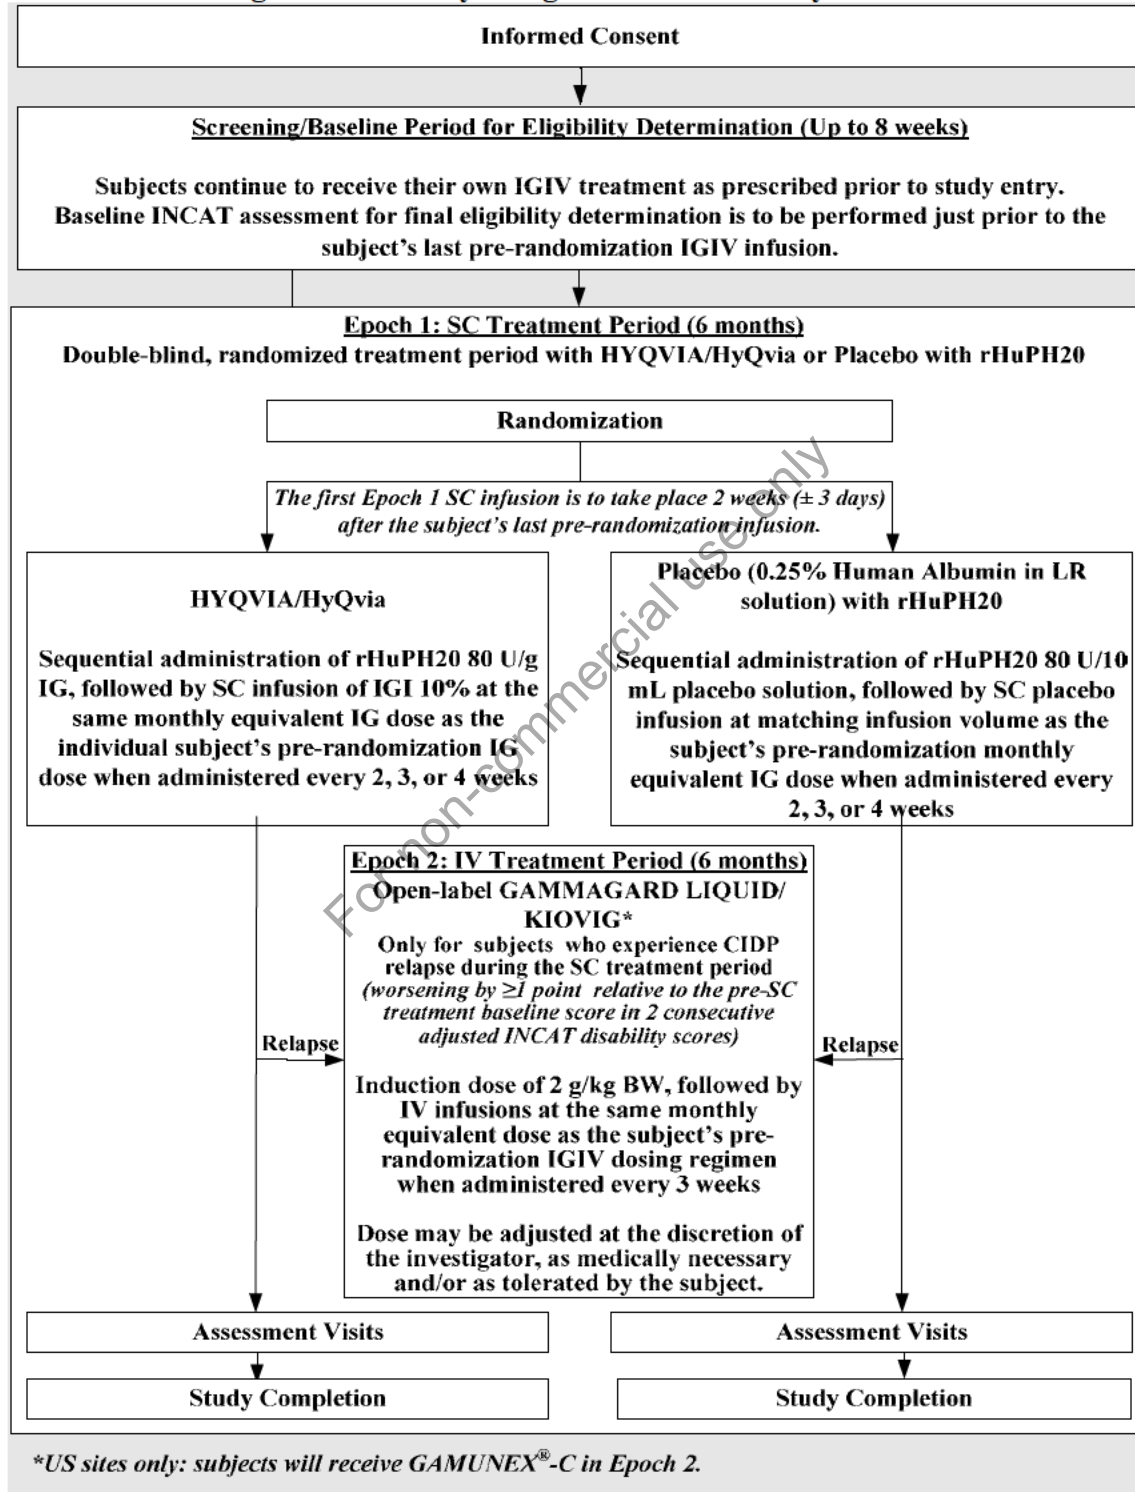 Informed Consent
Screening/Baseline Period for Eligibility Determination (Up to 8 weeks)
Subjects continue to receive their own IGIV treatment as prescribed prior to study entry.
Baseline INCAT assessment for final eligibility determination is to be performed just prior to the
subject's last pre-randomization IGIV infusion.
Epoch 1: SC Treatment Period (6 months)
Double-blind, randomized treatment period with HYQVIA/HyQvia or Placebo with rHuPH20
Randomization
The first Epoch 1 SC infusion is to take place 2 weeks (± 3 days)
after the subject's last pre-randomization infusion.
HYQVIA/HyQvia
Sequential administration of rHuPH20 80 U/g
IG, followed by SC infusion of IGI 10% at the
same monthly equivalent IG dose as the
individual subject's pre-randomization IG
dose when administered every 2, 3, or 4 weeks
Placebo (0.25% Human Albumin in LR
solution) with rHuPH20
Sequential administration of rHuPH20 80 U/10
mL placebo solution, followed by SC placebo
infusion at matching infusion volume as the
subject's pre-randomization monthly
equivalent IG dose when administered every
2, 3, or 4 weeks
Epoch 2: IV Treatment Period (6 months)
Open-label GAMMAGARD LIQUID/
KIOVIG*
Only for subjects who experience CIDP
relapse during the SC treatment period
(worsening by ≥1 point relative to the pre-SC
treatment baseline score in 2 consecutive
adjusted INCAT disability scores)
Induction dose of 2 g/kg BW, followed by
IV infusions at the same monthly
equivalent dose as the subject's pre-
randomization IGIV dosing regimen
when administered every 3 weeks
Dose may be adjusted at the discretion of
the investigator, as medically necessary
and/or as tolerated by the subject.
Relapse
Relapse
Assessment Visits
Assessment Visits
Study Completion
Study Completion
*US sites only: subjects will receive GAMUNEX®-C in Epoch 2.
For non-commercial use only